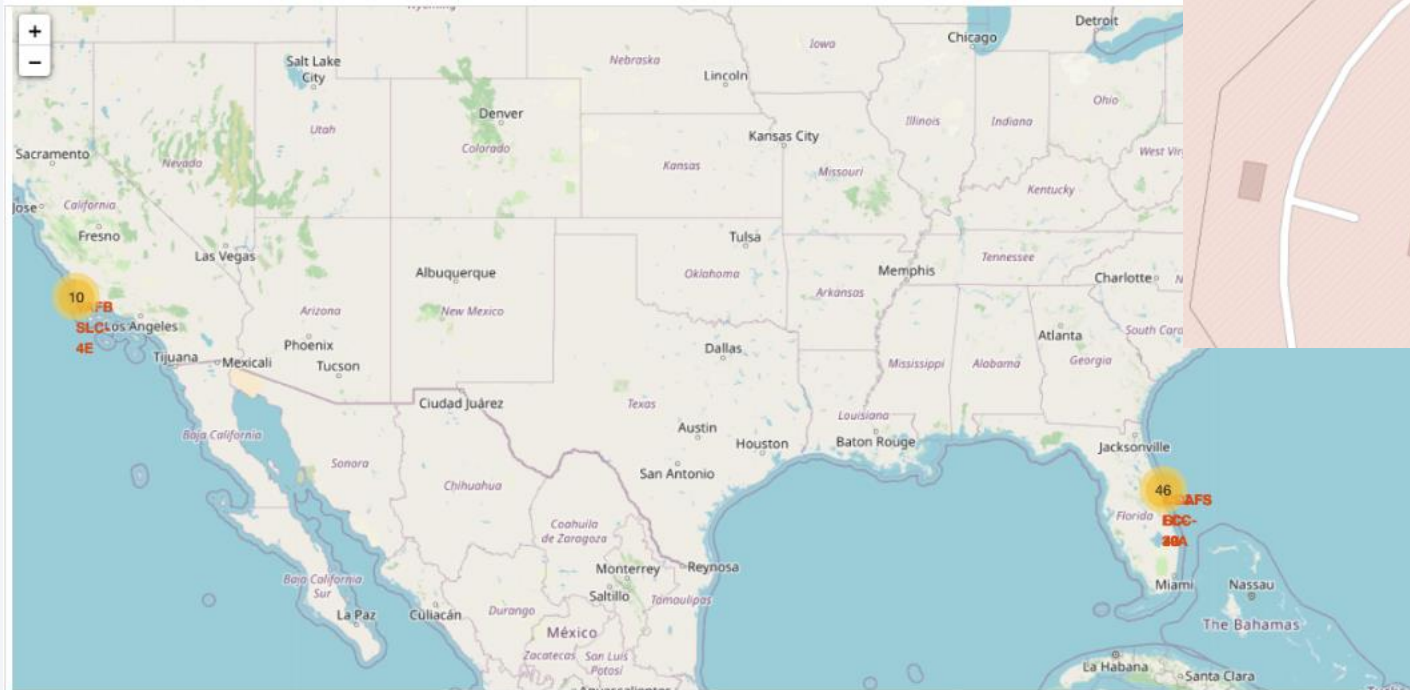 +
−
Detroit
Chicago
Iowa
Nebraska
Salt Lake
City
Lincoln
Ohio
Denver
Illinois
Indiana
Utah
Kansas City
Sacramento
Colorado
West Vir
Nevada
Kansas
Missouri
Kentucky
Jose
California
Fresno
Tulsa
Las Vegas
Tennessee
Albuquerque
Oklahoma
Memphis
Charlotte
N
10
AFB
Arizona
New Mexico
Arkansas
SLC-
Los Angeles
South Caro
Phoenix
Atlanta
4E
Dallas
Tijuana
Mexicali
Tucson
Mississippi
Alabama
Georgia
Ciudad Juárez
Texas
Louisiana
Austin
Baja California
Houston
Baton Rouge
Jacksonville
Sonora
San Antonio
Chihuahua
46
AFS
Florida
Coahuila
de Zaragoza
Monterrey
Reynosa
Baja California
Sur
Miami
Nassau
Saltillo
Tamaulipas
La Paz
Culiacán
Durango
The Bahamas
México
Zacatecas
San Luis
Potosí
La Habana
Santa Clara